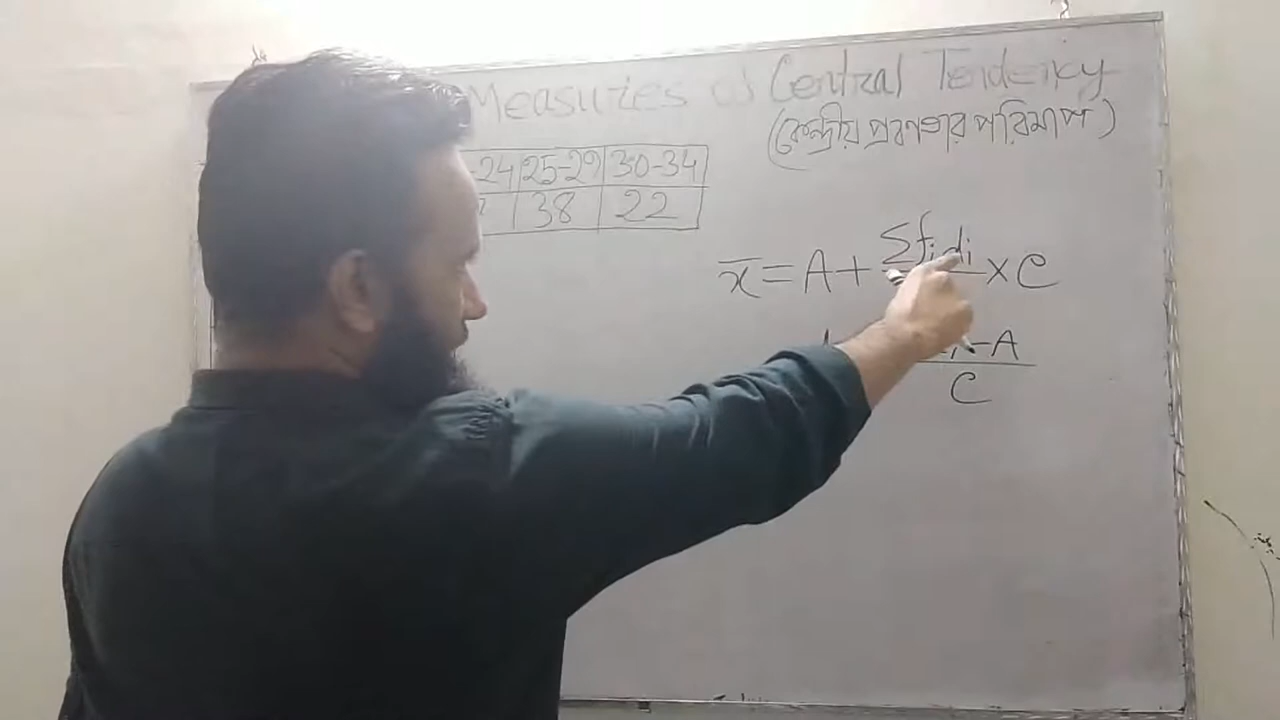 Measures of Central Tendency
(কেন্দ্রীয় প্রবণতার পরিমাপ)
-24 25-29 30-34
38 22
x̄ = A + Σfidi × C
-A
C